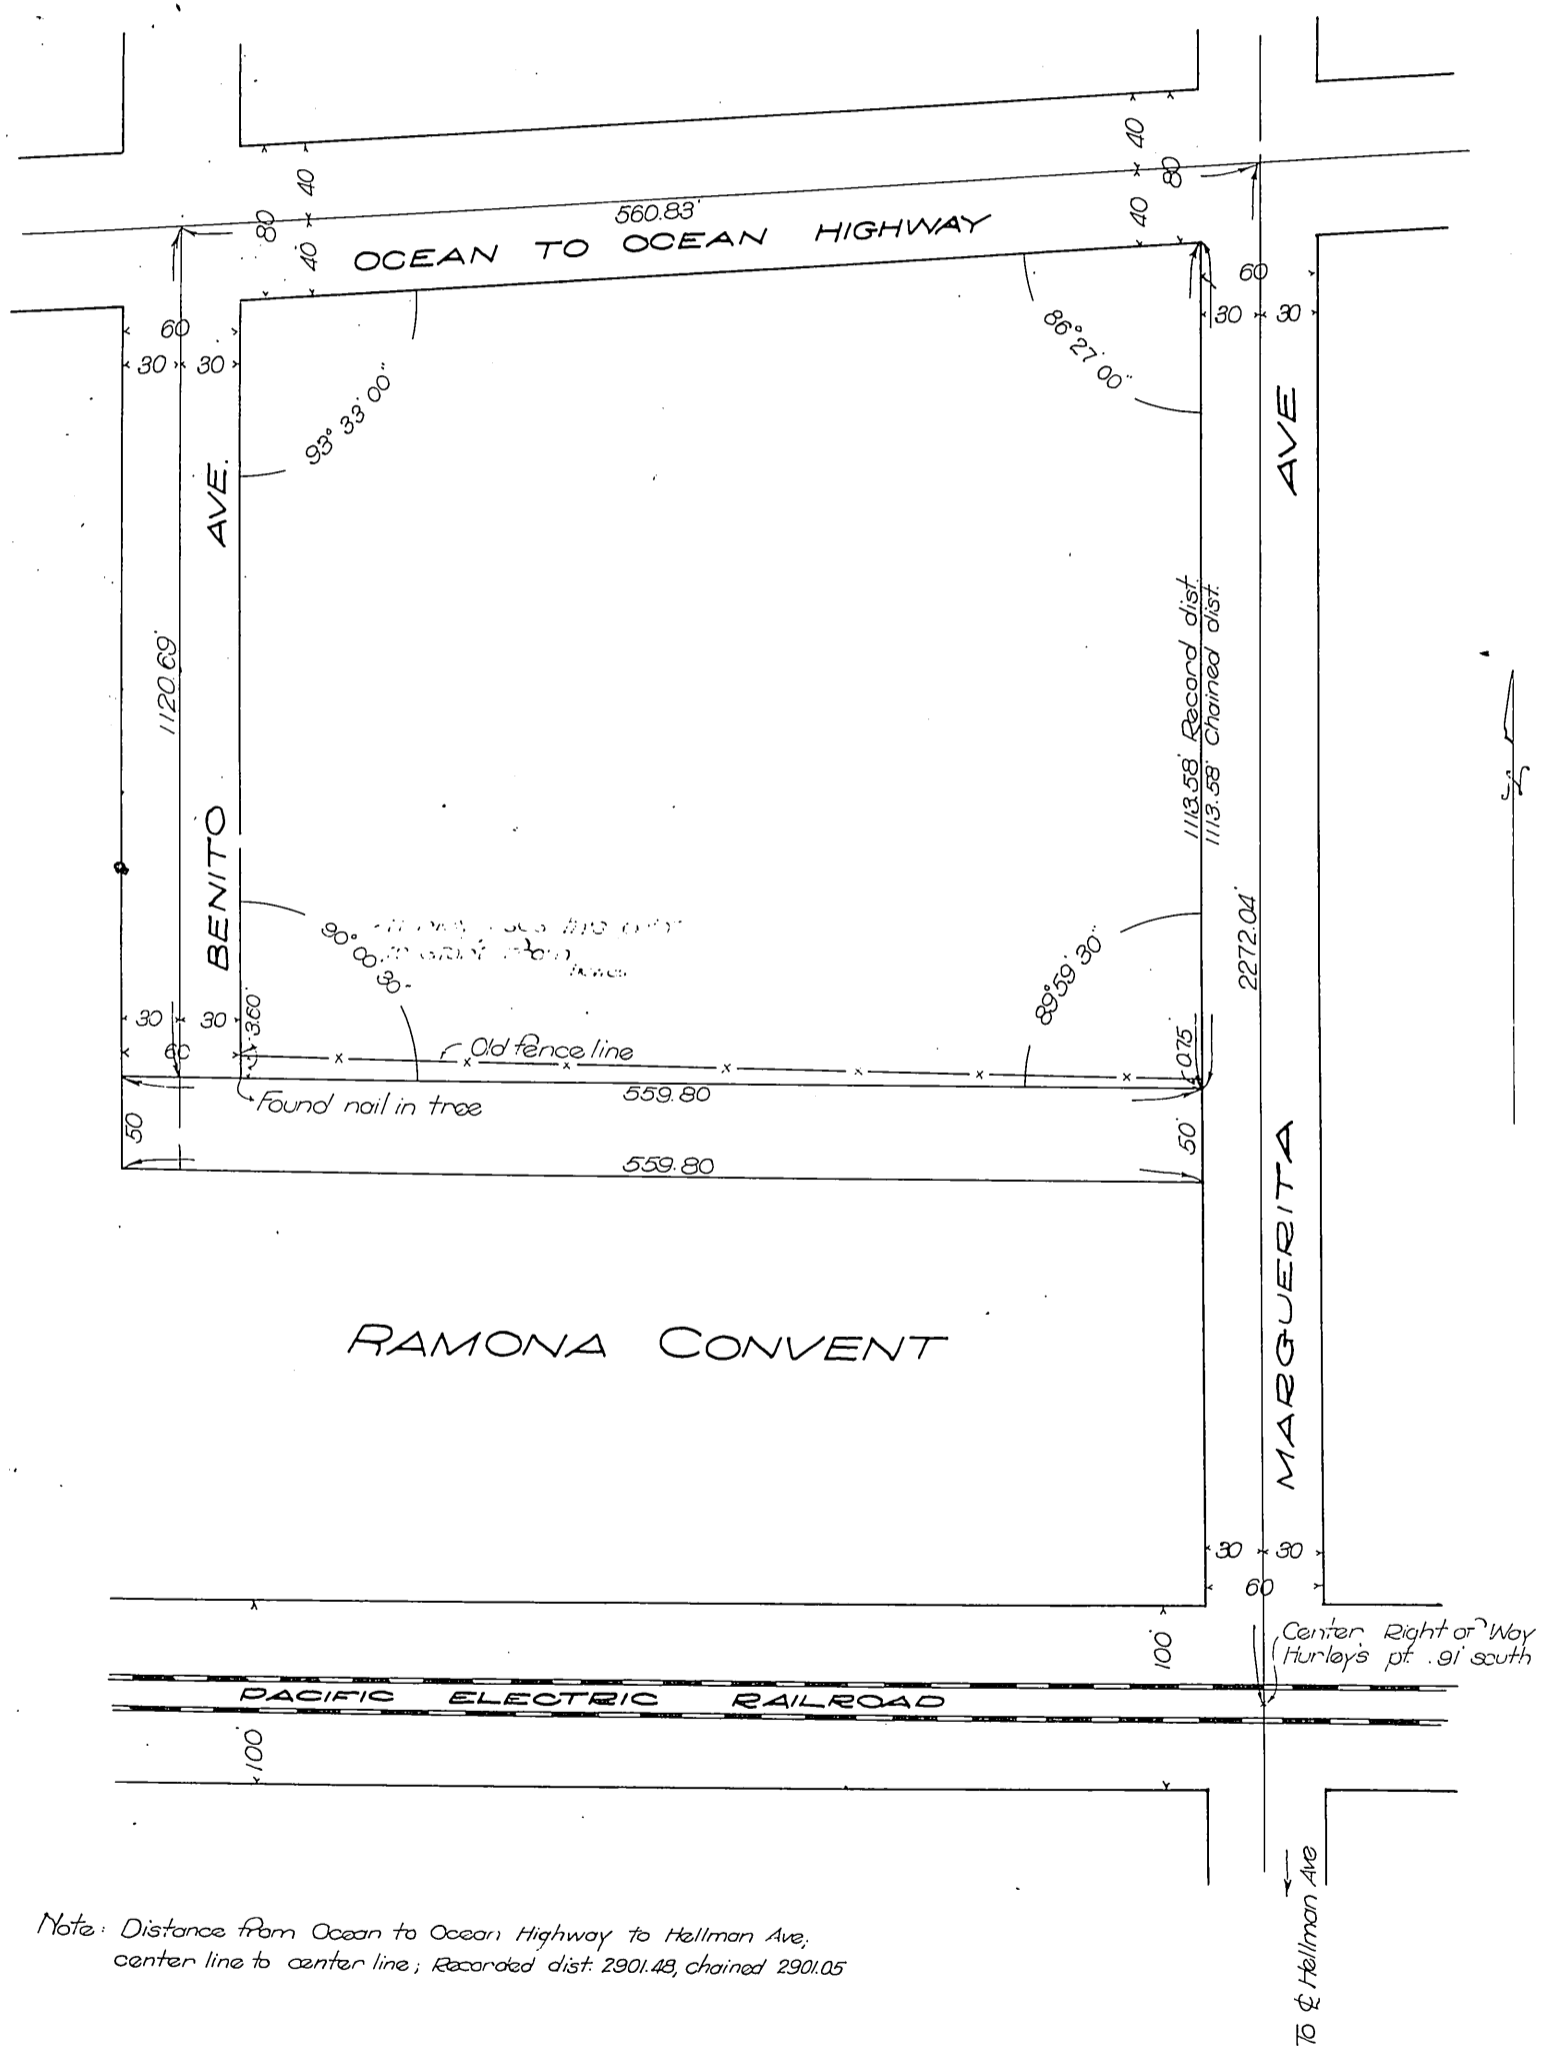 40
80
40
560.83'
40
80
40
OCEAN TO OCEAN HIGHWAY
60
30 30
60
30 30
93° 33' 00"
86° 27' 00"
BENITO AVE.
1120.69'
1113.58' Record dist.
1113.58' Chained dist.
MARGUERITA AVE
2272.04'
90° 00' 30"
89° 59' 30"
30 30
60
3.60'
Old fence line
0.75
Found nail in tree
559.80
50
50'
559.80
RAMONA CONVENT
30 30
60
100'
Center Right of Way
Hurley's pt. .91' south
PACIFIC ELECTRIC RAILROAD
100'
To ℄ Hellman Ave
Note: Distance from Ocean to Ocean Highway to Hellman Ave;
center line to center line; Recorded dist. 2901.48, chained 2901.05